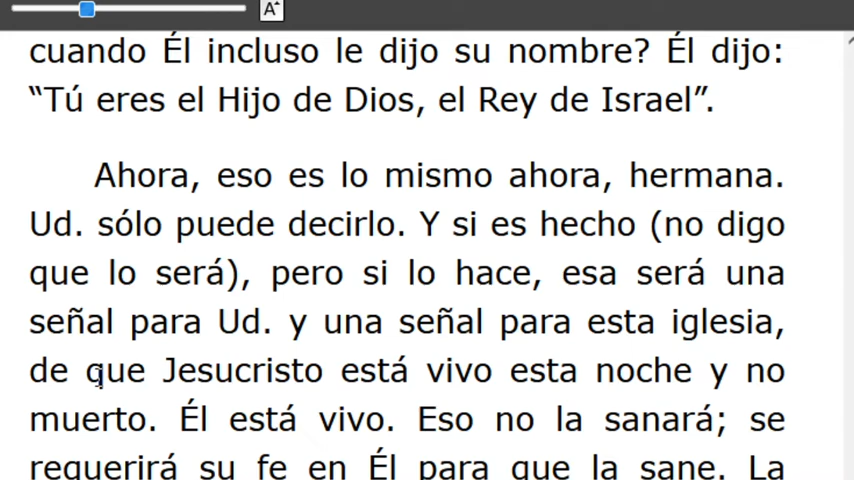 A
cuando Él incluso le dijo su nombre? Él dijo:
“Tú eres el Hijo de Dios, el Rey de Israel”.
Ahora, eso es lo mismo ahora, hermana.
Ud. sólo puede decirlo. Y si es hecho (no digo
que lo será), pero si lo hace, esa será una
señal para Ud. y una señal para esta iglesia,
de que Jesucristo está vivo esta noche y no
muerto. Él está vivo. Eso no la sanará; se
requerirá su fe en Él para que la sane. La